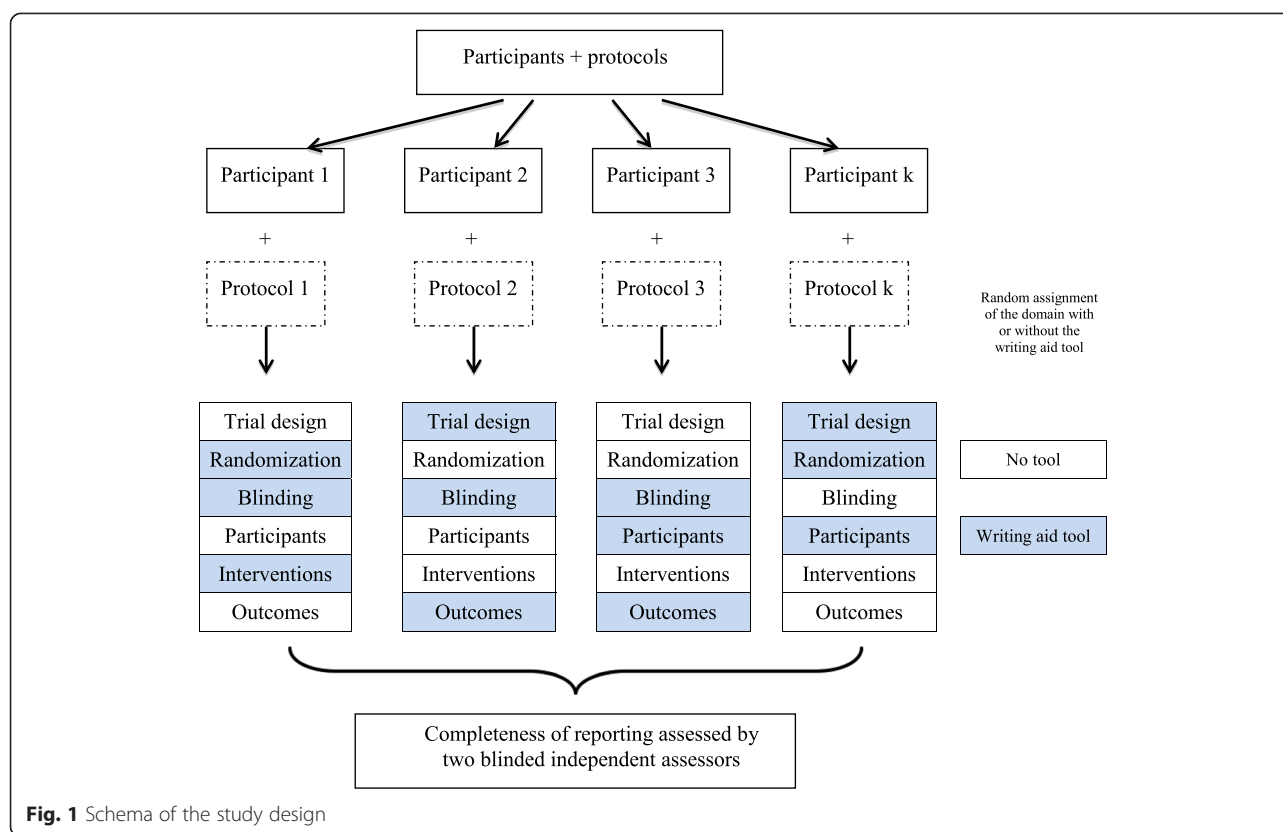 Participants + protocols
Participant 1 Participant 2 Participant 3 Participant k
+ + + +
Protocol 1 Protocol 2 Protocol 3 Protocol k
Random assignment
of the domain with
or without the
writing aid tool
Trial design Trial design Trial design Trial design
Randomization Randomization Randomization Randomization
No tool
Blinding Blinding Blinding Blinding
Participants Participants Participants Participants
Writing aid tool
Interventions Interventions Interventions Interventions
Outcomes Outcomes Outcomes Outcomes
Completeness of reporting assessed by
two blinded independent assessors
Fig. 1 Schema of the study design